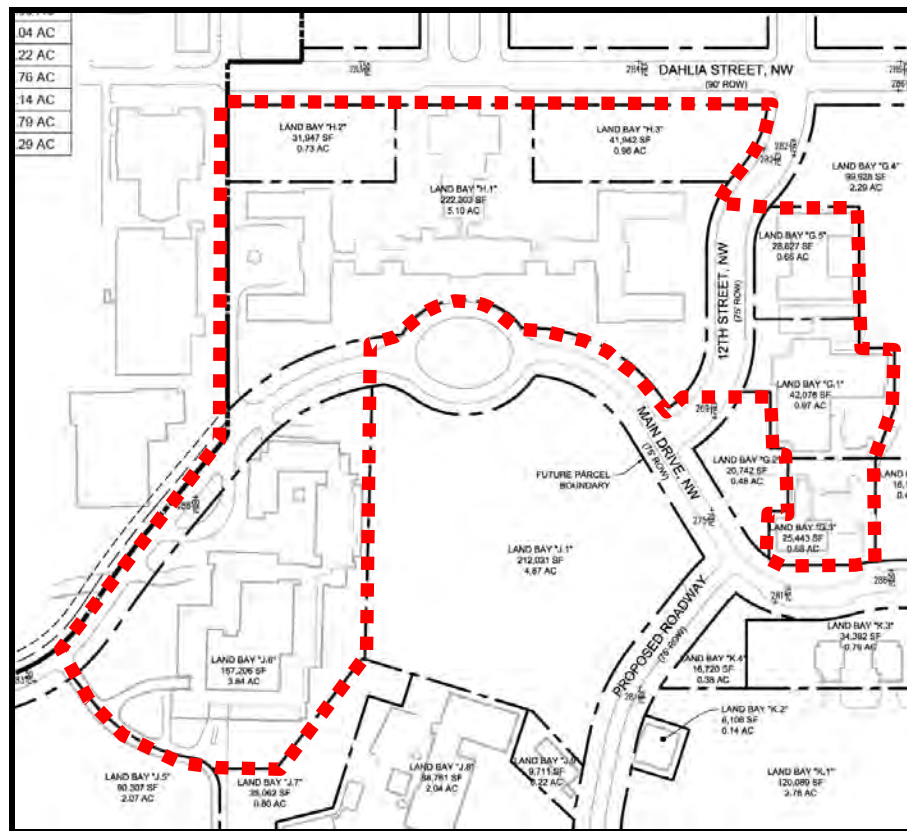 .04 AC
.22 AC
.76 AC
.14 AC
.79 AC
.29 AC
DAHLIA STREET, NW
(90' ROW)
LAND BAY "H.2"
31,947 SF
0.73 AC
LAND BAY "H.3"
41,942 SF
0.96 AC
LAND BAY "H.1"
222,303 SF
5.10 AC
LAND BAY "G.4"
99,928 SF
2.29 AC
LAND BAY "G.5"
28,827 SF
0.66 AC
12TH STREET, NW
(75' ROW)
LAND BAY "G.1"
42,076 SF
0.97 AC
MAIN DRIVE, NW
(75' ROW)
FUTURE PARCEL
BOUNDARY
LAND BAY "G.2"
20,742 SF
0.48 AC
LAND BAY "G.3"
25,443 SF
0.58 AC
LAND BAY "J.1"
212,031 SF
4.87 AC
PROPOSED ROADWAY
(75' ROW)
LAND BAY "K.3"
34,392 SF
0.79 AC
LAND BAY "K.4"
16,720 SF
0.38 AC
LAND BAY "J.6"
167,206 SF
3.84 AC
LAND BAY "K.2"
6,108 SF
0.14 AC
LAND BAY "J.5"
90,307 SF
2.07 AC
LAND BAY "J.7"
35,062 SF
0.80 AC
LAND BAY "J.8"
88,761 SF
2.04 AC
9,711 SF
0.22 AC
LAND BAY "K.1"
120,089 SF
2.76 AC